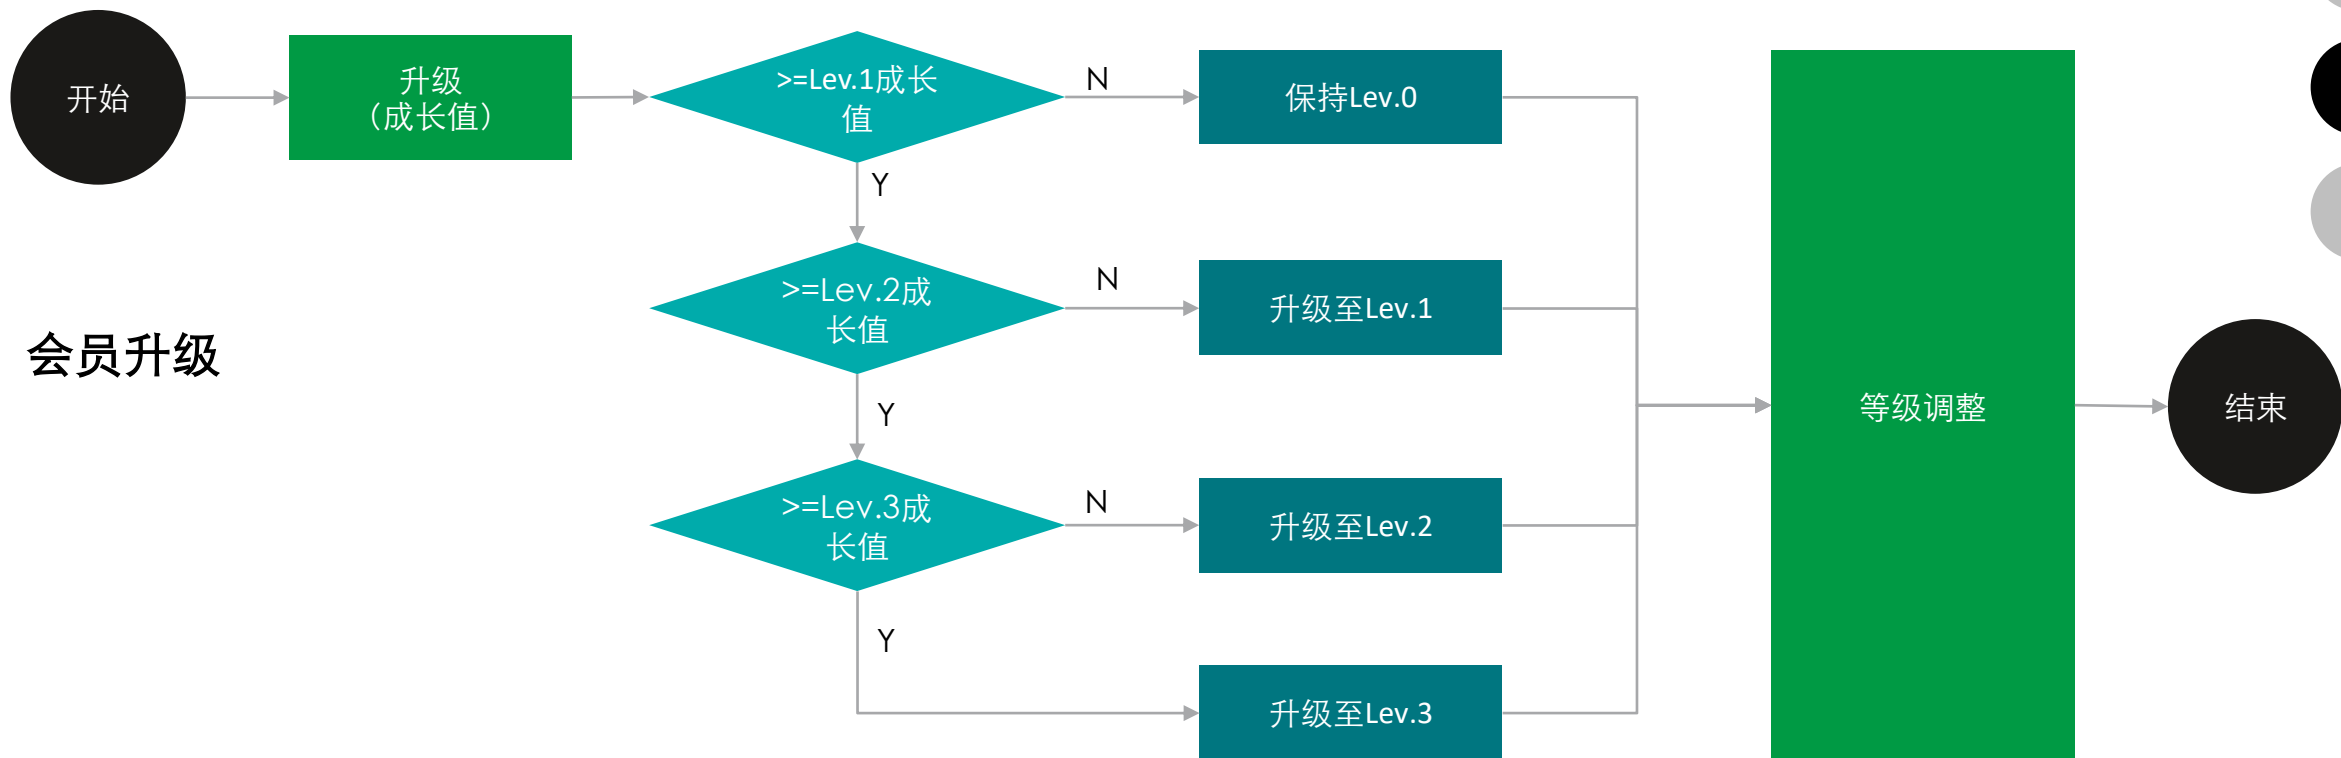 开始
升级
(成长值)
>=Lev.1成长
值
N
保持Lev.0
Y
>=Lev.2成
长值
N
升级至Lev.1
会员升级
Y
等级调整
结束
>=Lev.3成
长值
N
升级至Lev.2
Y
升级至Lev.3